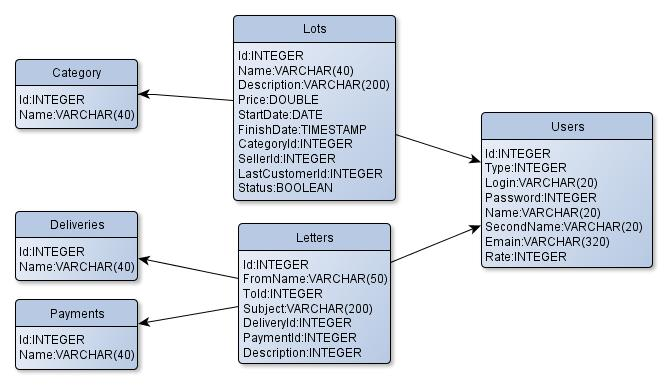 Lots
Id:INTEGER
Name:VARCHAR(40)
Description:VARCHAR(200)
Price:DOUBLE
StartDate:DATE
FinishDate:TIMESTAMP
CategoryId:INTEGER
SellerId:INTEGER
LastCustomerId:INTEGER
Status:BOOLEAN
Category
Id:INTEGER
Name:VARCHAR(40)
Users
Id:INTEGER
Type:INTEGER
Login:VARCHAR(20)
Password:INTEGER
Name:VARCHAR(20)
SecondName:VARCHAR(20)
Emain:VARCHAR(320)
Rate:INTEGER
Deliveries
Id:INTEGER
Name:VARCHAR(40)
Letters
Id:INTEGER
FromName:VARCHAR(50)
ToId:INTEGER
Subject:VARCHAR(200)
DeliveryId:INTEGER
PaymentId:INTEGER
Description:INTEGER
Payments
Id:INTEGER
Name:VARCHAR(40)